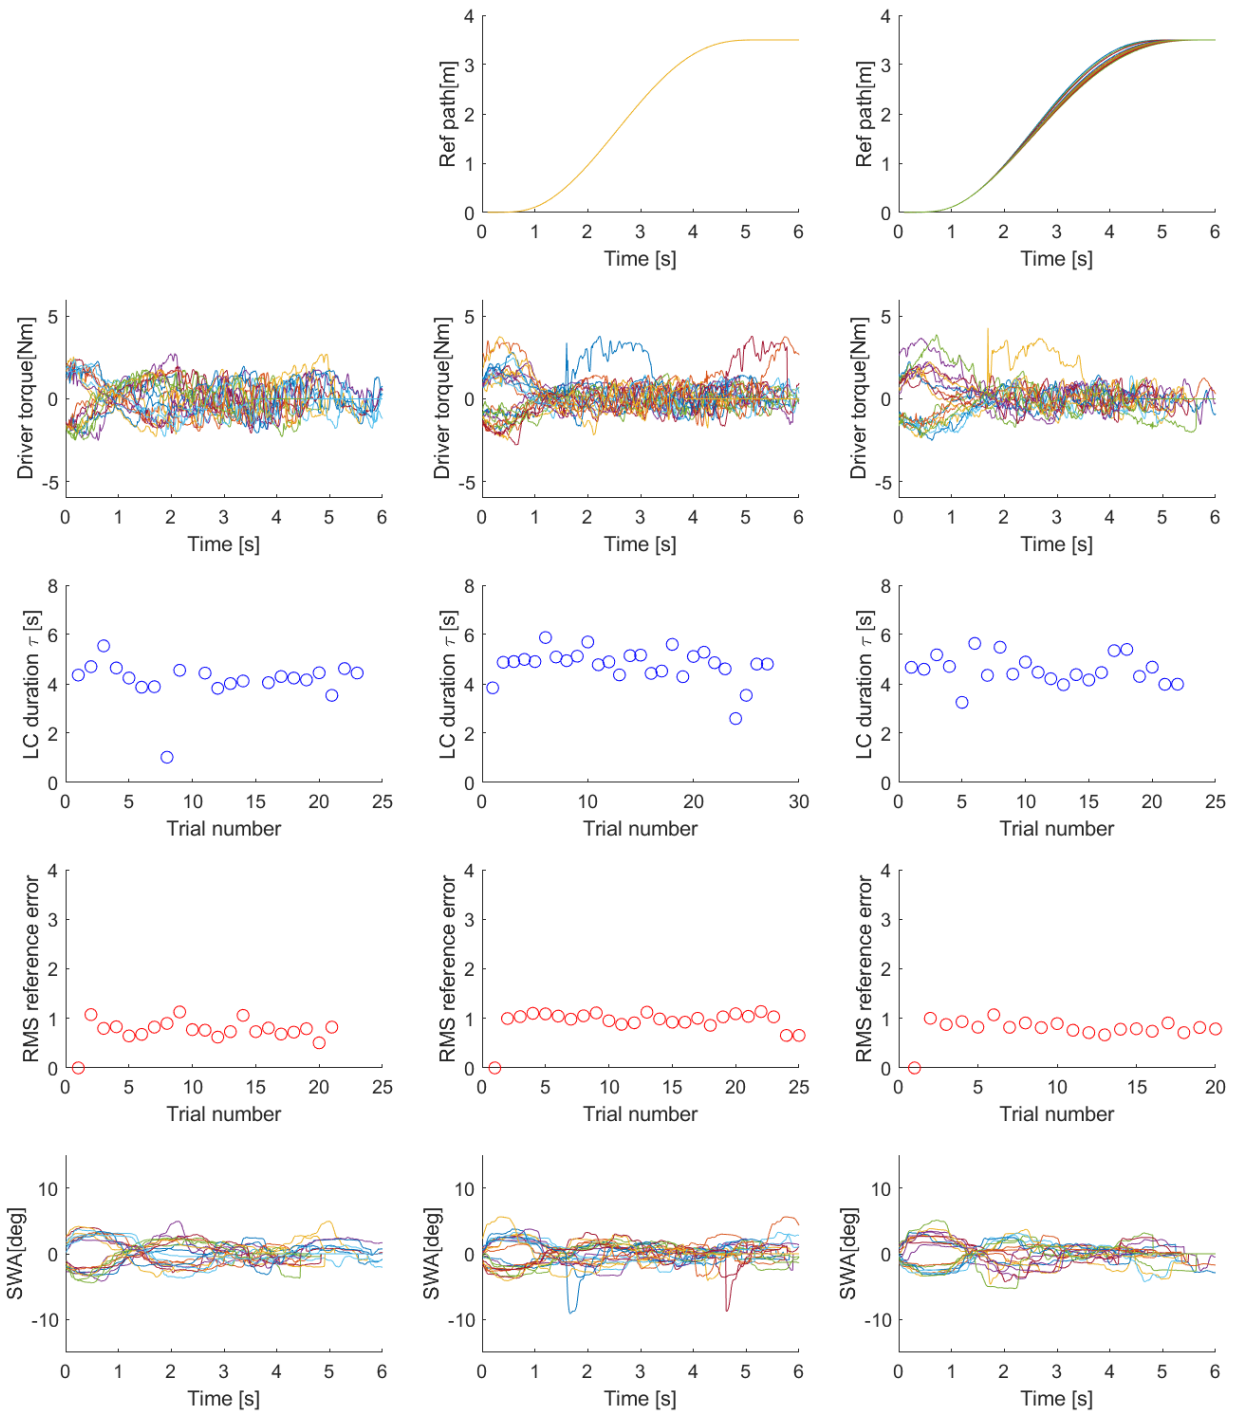 4
3
2
1
0
Ref path[m]
0 1 2 3 4 5 6
Time [s]
4
3
2
1
0
Ref path[m]
0 1 2 3 4 5 6
Time [s]
5
0
-5
Driver torque[Nm]
0 1 2 3 4 5 6
Time [s]
5
0
-5
Driver torque[Nm]
0 1 2 3 4 5 6
Time [s]
5
0
-5
Driver torque[Nm]
0 1 2 3 4 5 6
Time [s]
8
6
4
2
0
LC duration τ [s]
0 5 10 15 20 25
Trial number
8
6
4
2
0
LC duration τ [s]
0 10 20 30
Trial number
8
6
4
2
0
LC duration τ [s]
0 5 10 15 20 25
Trial number
4
3
2
1
0
RMS reference error
0 5 10 15 20 25
Trial number
4
3
2
1
0
RMS reference error
0 5 10 15 20 25
Trial number
4
3
2
1
0
RMS reference error
0 5 10 15 20
Trial number
10
0
-10
SWA[deg]
0 1 2 3 4 5 6
Time [s]
10
0
-10
SWA[deg]
0 1 2 3 4 5 6
Time [s]
10
0
-10
SWA[deg]
0 1 2 3 4 5 6
Time [s]